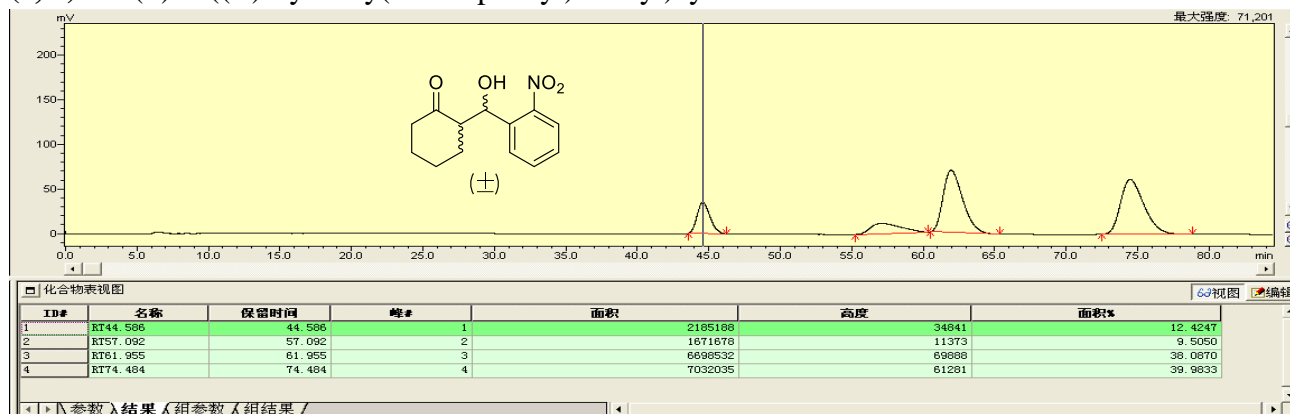 mV
最大强度: 71,201
200
150
100
50
0
O OH NO2
(±)
0.0 5.0 10.0 15.0 20.0 25.0 30.0 35.0 40.0 45.0 50.0 55.0 60.0 65.0 70.0 75.0 80.0 min
化合物表视图 视图 编辑
ID# 名称 保留时间 峰# 面积 高度 面积%
1 RT44.586 44.586 1 2185188 34841 12.4247
2 RT57.092 57.092 2 1671678 11373 9.5050
3 RT61.955 61.955 3 6698532 69888 38.0870
4 RT74.484 74.484 4 7032035 61281 39.9833
参数 结果 组参数 组结果